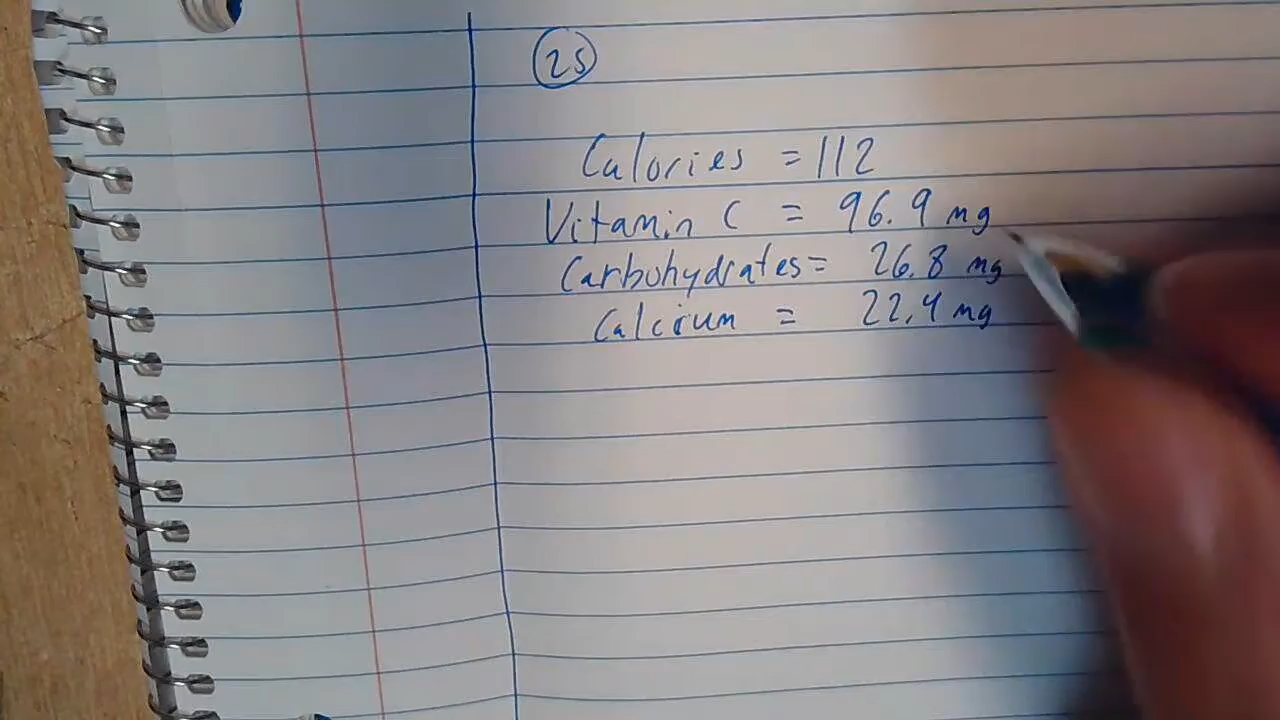 25
Calories = 112
Vitamin C = 96.9 mg
Carbohydrates = 26.8 mg
Calcium = 22.4 mg